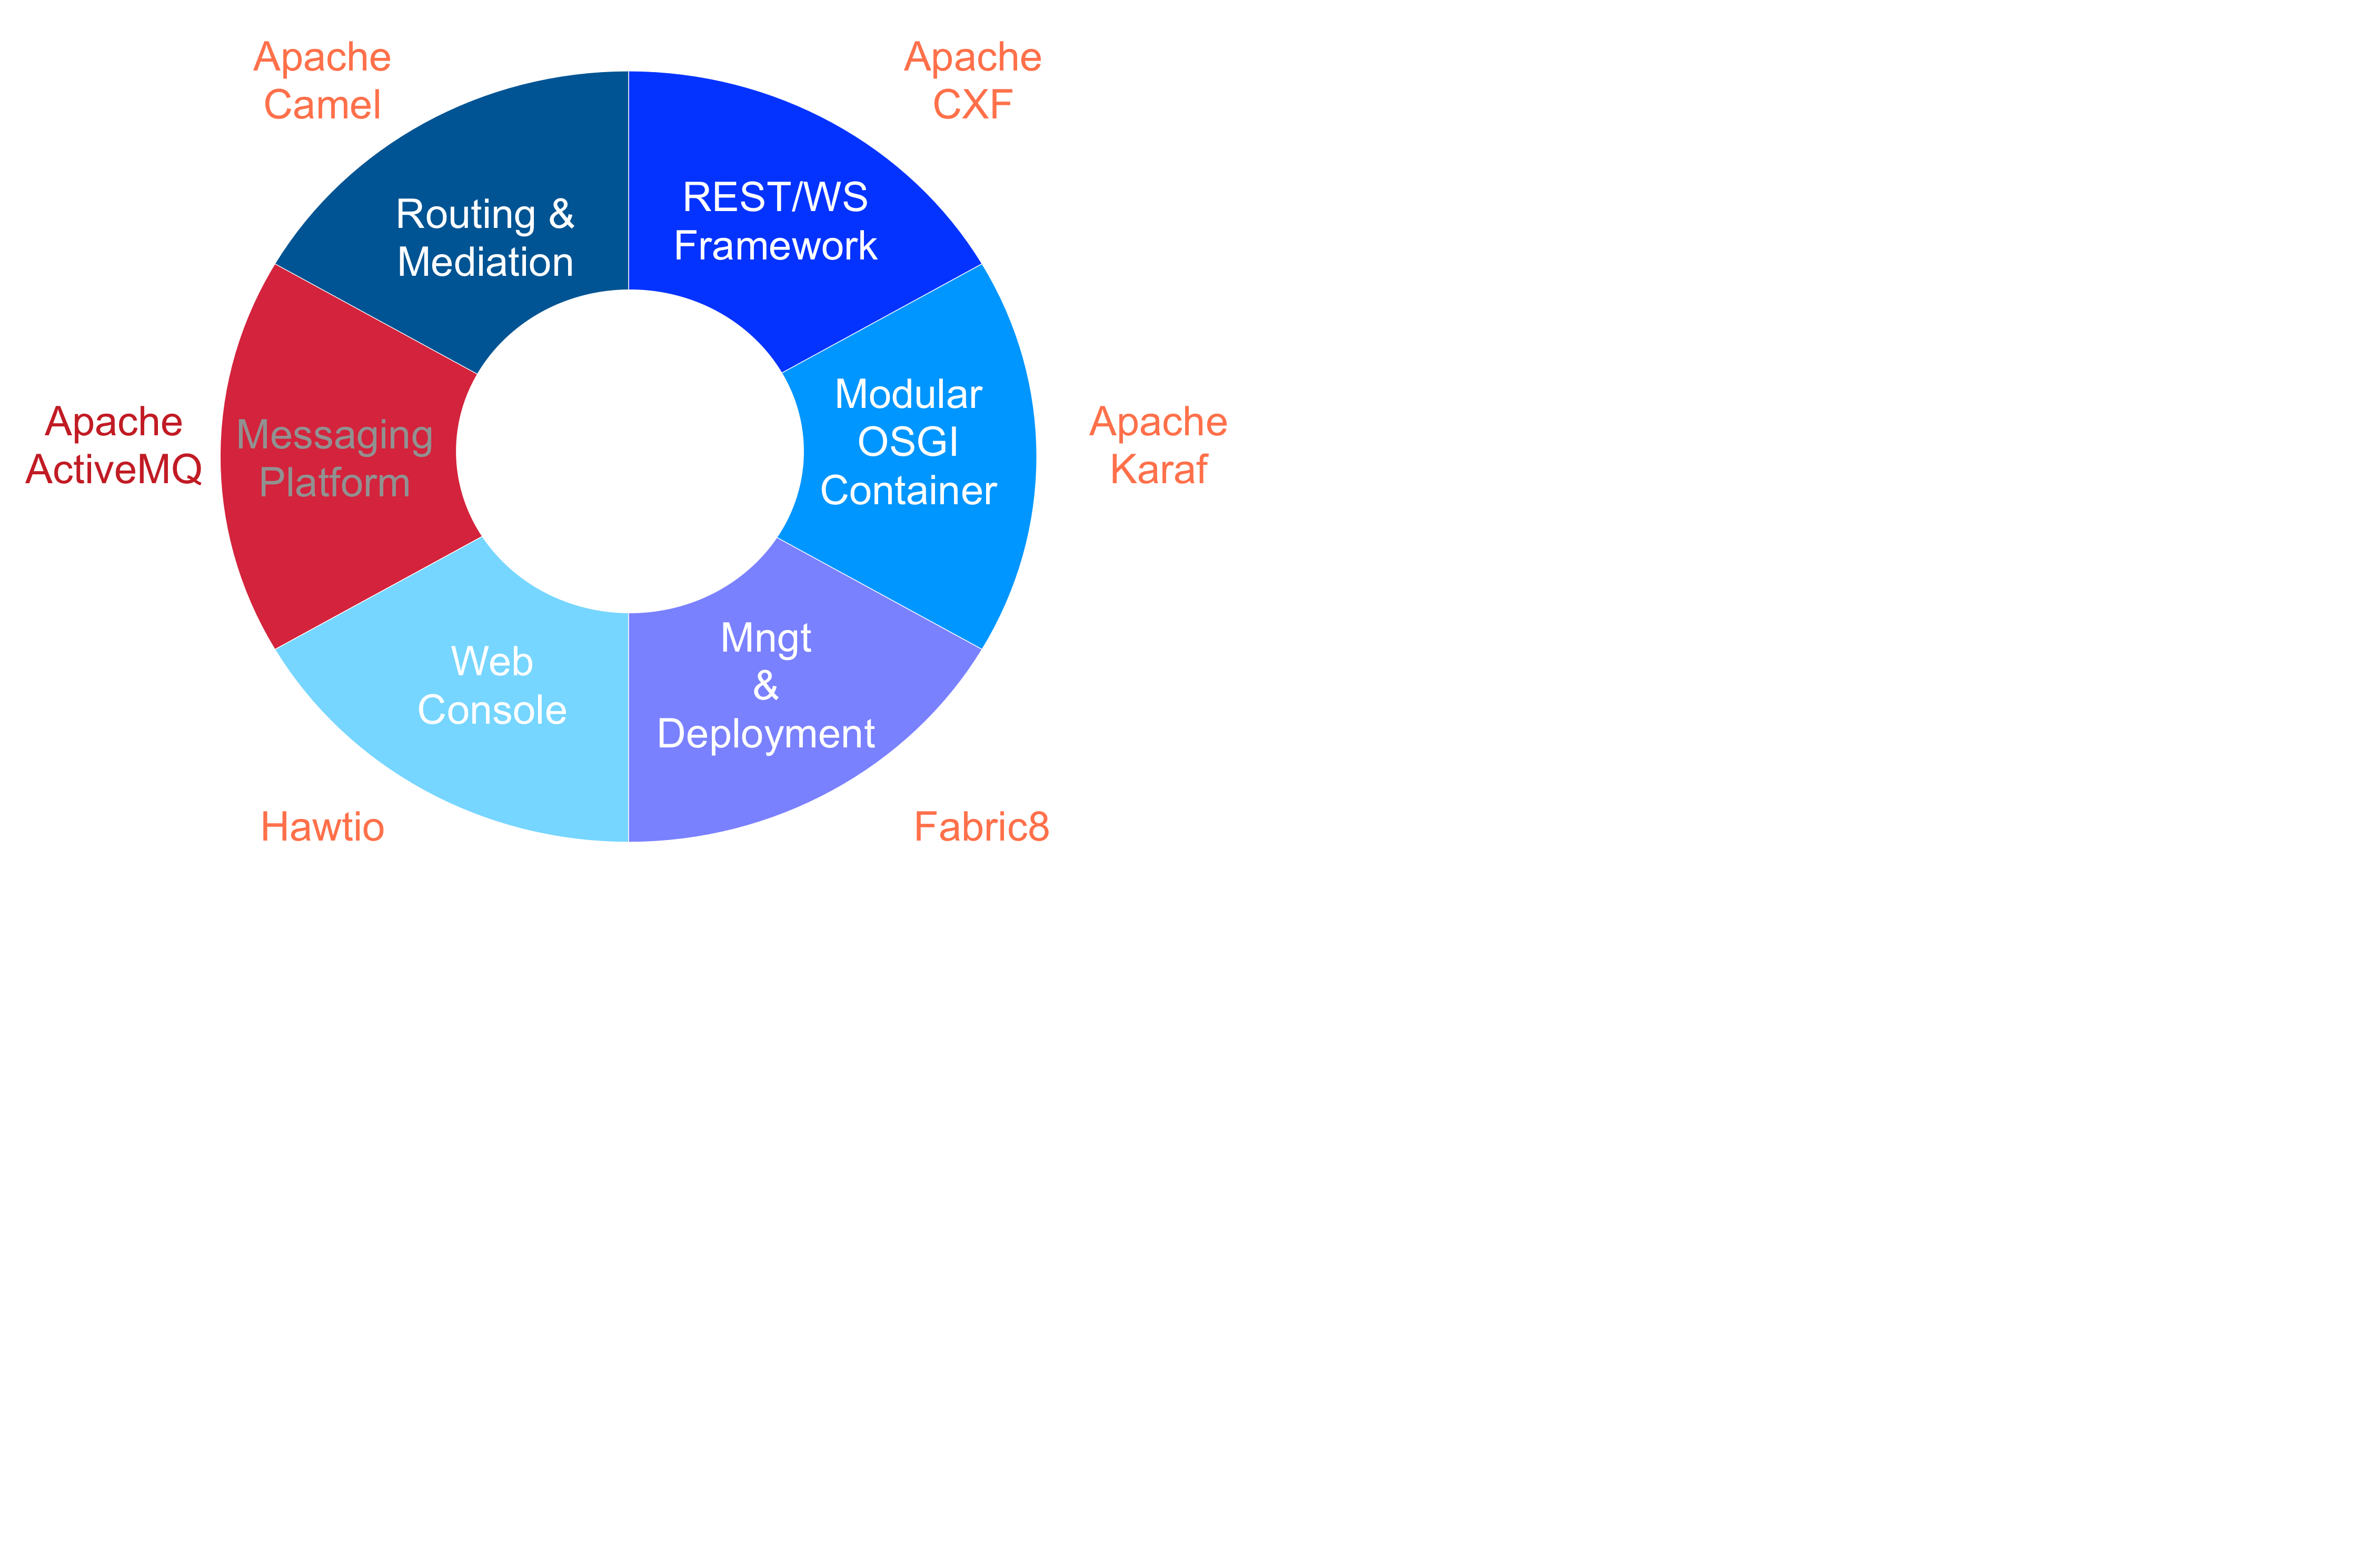 Apache
Camel
Apache
CXF
Routing &
Mediation
REST/WS
Framework
Apache
ActiveMQ
Messaging
Platform
Modular
OSGI
Container
Apache
Karaf
Web
Console
Mngt
&
Deployment
Hawtio
Fabric8